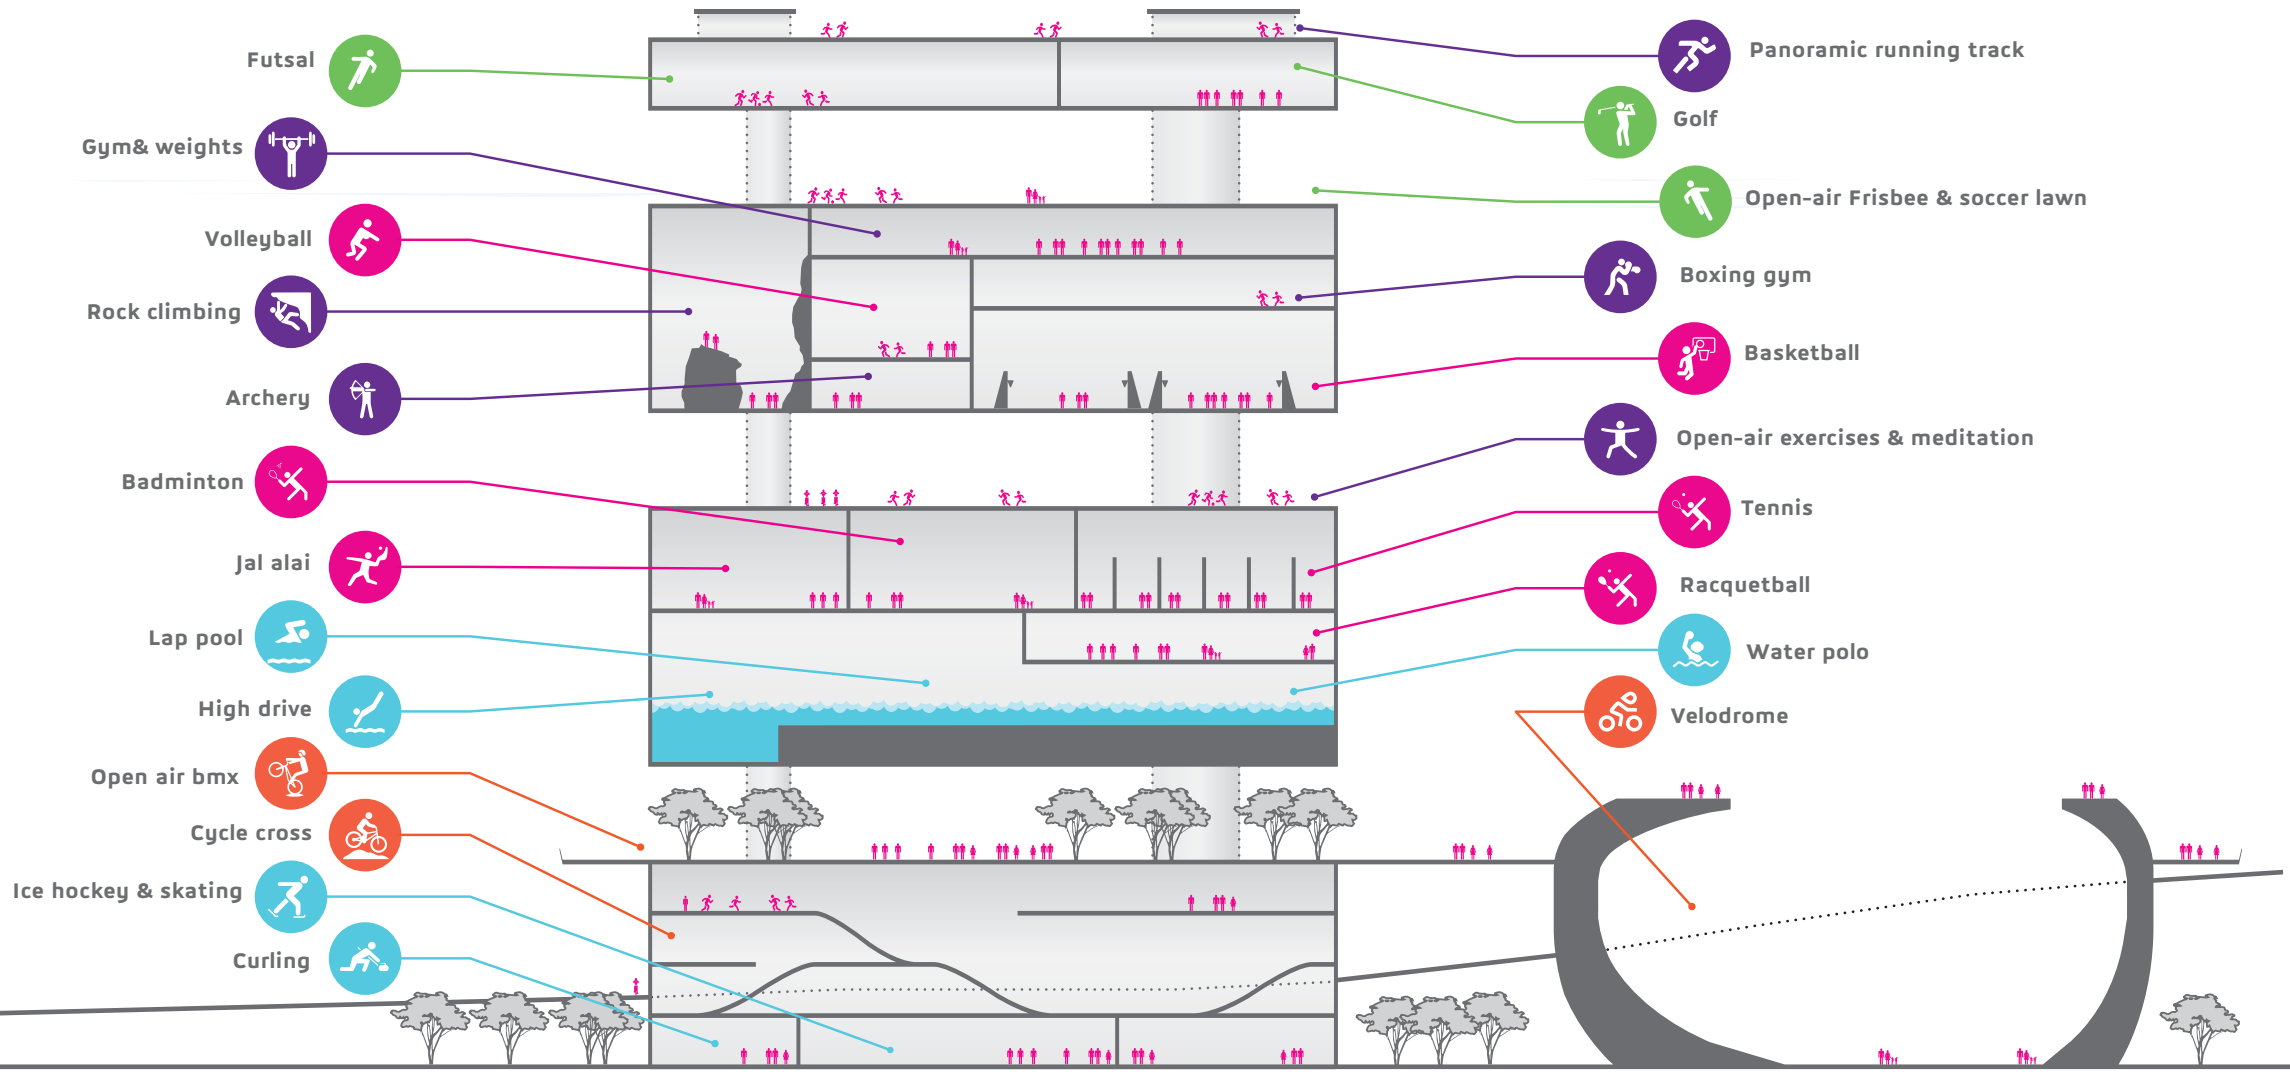 Futsal
Gym& weights
Volleyball
Rock climbing
Archery
Badminton
Jal alai
Lap pool
High drive
Open air bmx
Cycle cross
Ice hockey & skating
Curling
Panoramic running track
Golf
Open-air Frisbee & soccer lawn
Boxing gym
Basketball
Open-air exercises & meditation
Tennis
Racquetball
Water polo
Velodrome